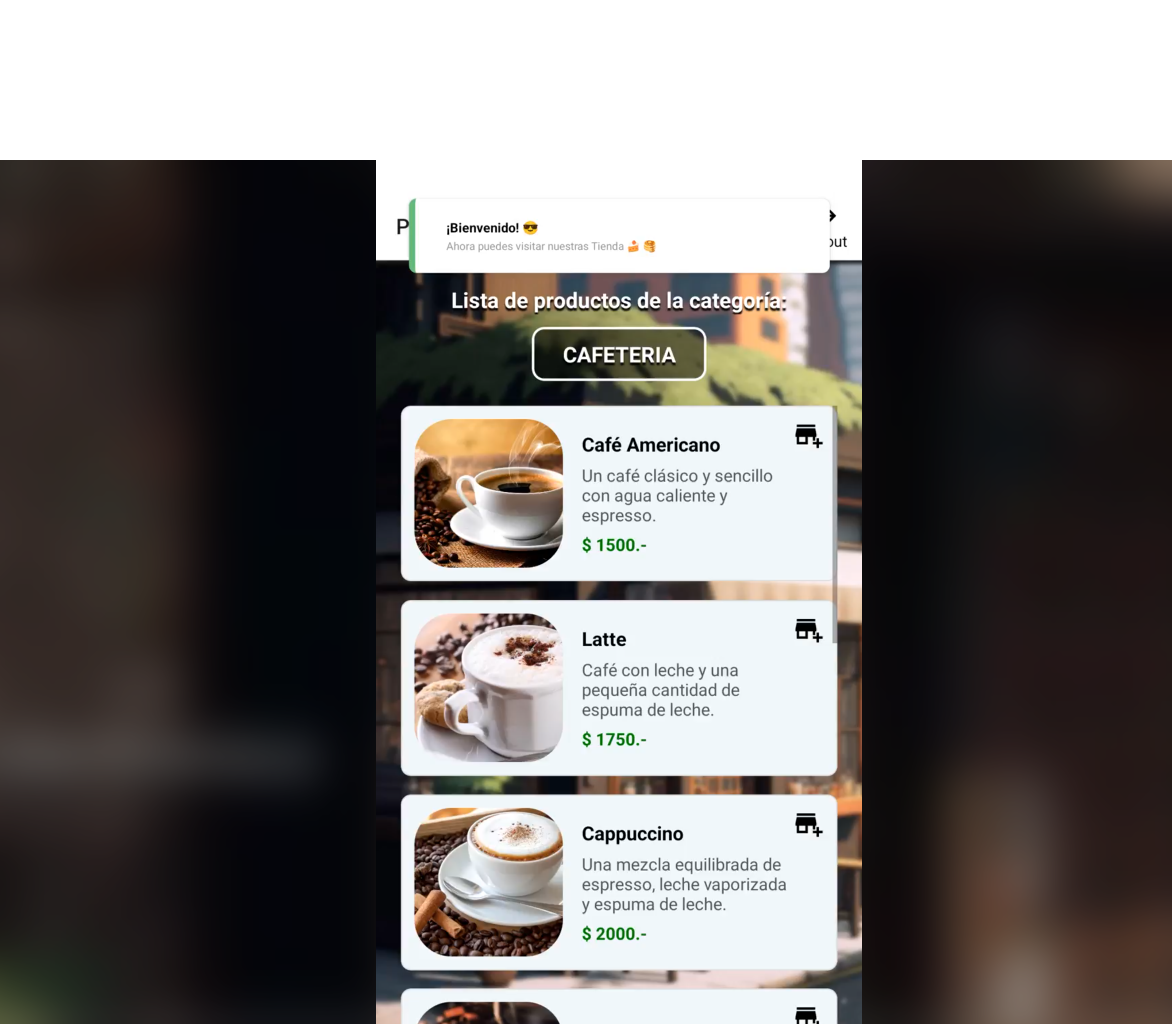 P
¡Bienvenido! 😎
Ahora puedes visitar nuestras Tienda 🍰 🥞
out
Lista de productos de la categoría:
CAFETERIA
Café Americano
Un café clásico y sencillo
con agua caliente y
espresso.
$ 1500.-
Latte
Café con leche y una
pequeña cantidad de
espuma de leche.
$ 1750.-
Cappuccino
Una mezcla equilibrada de
espresso, leche vaporizada
y espuma de leche.
$ 2000.-